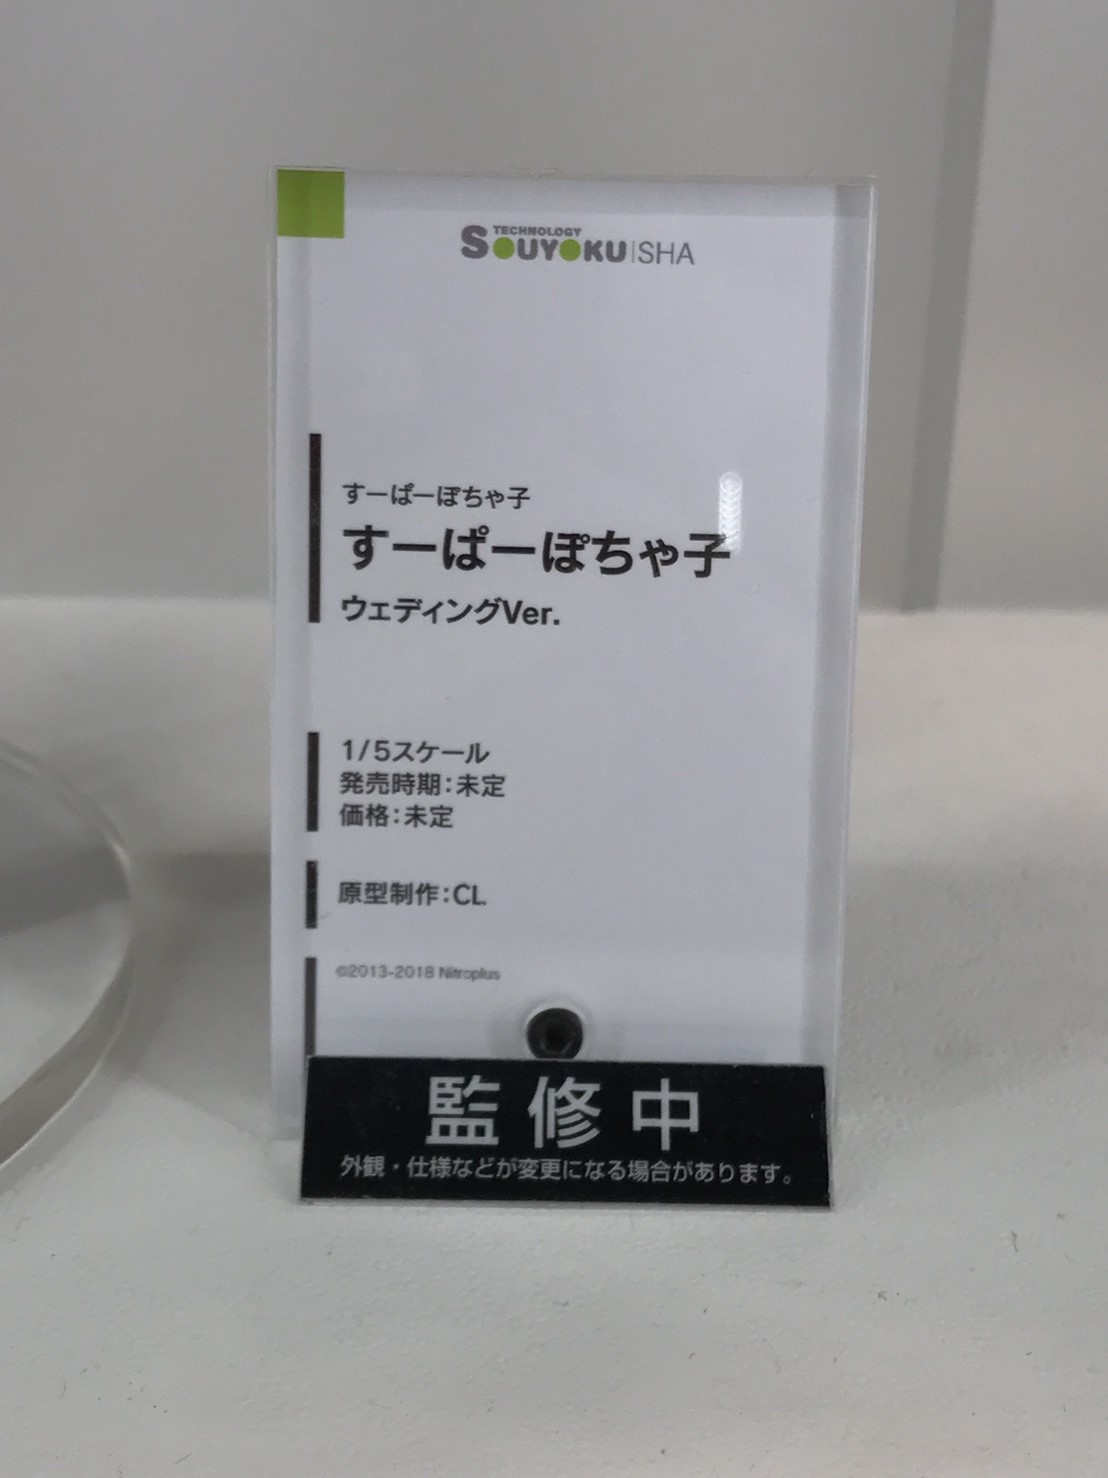 TECHNOLOGY
SOUYOKU|SHA
すーぱーぽちゃ子
すーぱーぽちゃ子
ウェディングVer.
1/5スケール
発売時期:未定
価格:未定
原型制作:CL.
©2013-2018 Nitroplus
監修中
外観・仕様などが変更になる場合があります。